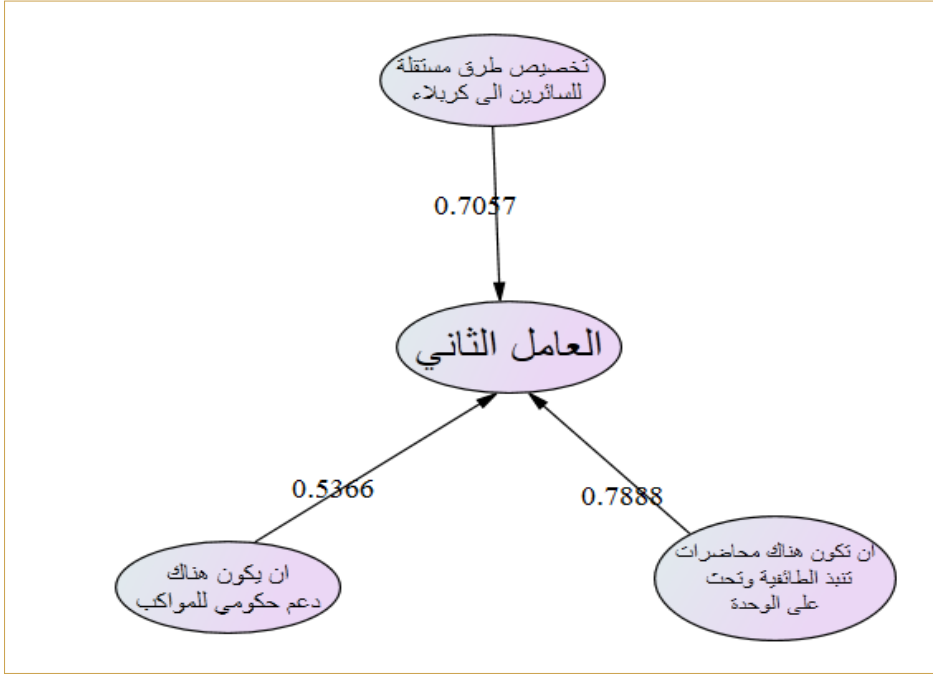 تخصيص طرق مستقلة
للسائرين الى كربلاء
0.7057
العامل الثاني
0.5366
0.7888
ان يكون هناك
دعم حكومي للمواكب
ان تكون هناك محاضرات
تنبذ الطائفية وتحث
على الوحدة